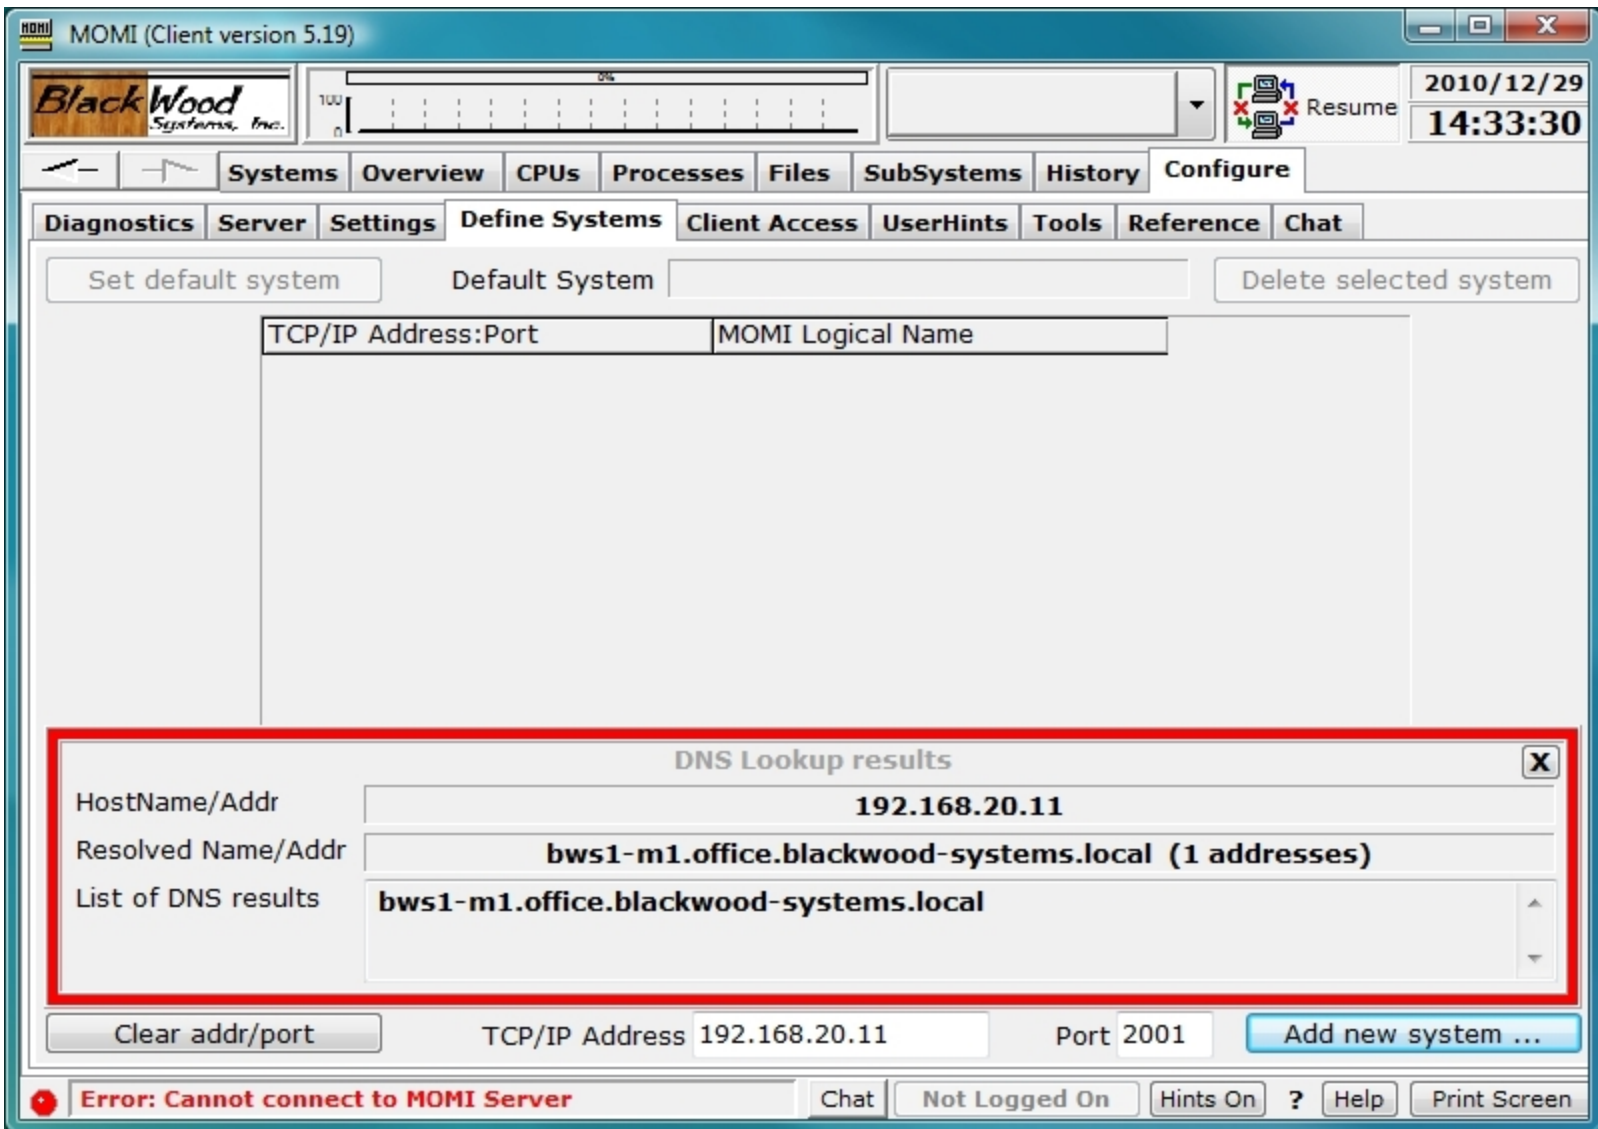 MOMI
MOMI (Client version 5.19)
X
BlackWood
Systems, Inc.
0%
100
0
Resume
2010/12/29
14:33:30
Systems Overview CPUs Processes Files SubSystems History Configure
Diagnostics Server Settings Define Systems Client Access UserHints Tools Reference Chat
Set default system Default System Delete selected system
TCP/IP Address:Port MOMI Logical Name
DNS Lookup results X
HostName/Addr 192.168.20.11
Resolved Name/Addr bws1-m1.office.blackwood-systems.local (1 addresses)
List of DNS results bws1-m1.office.blackwood-systems.local
Clear addr/port TCP/IP Address 192.168.20.11 Port 2001 Add new system ...
Error: Cannot connect to MOMI Server Chat Not Logged On Hints On ? Help Print Screen